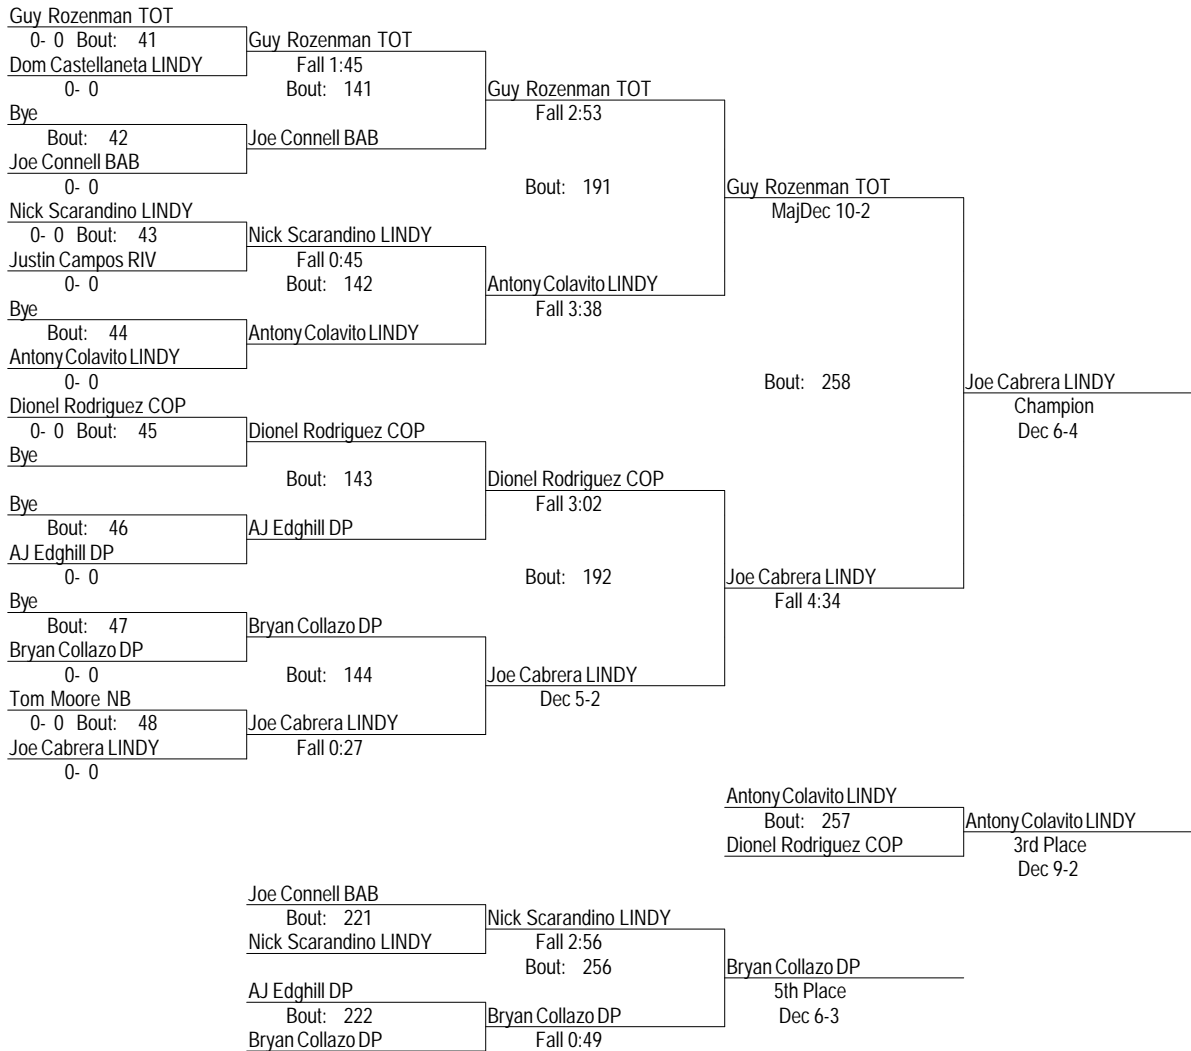 Guy Rozenman TOT
0- 0 Bout: 41
Dom Castellaneta LINDY
0- 0
Bye
Bout: 42
Joe Connell BAB
0- 0
Nick Scarandino LINDY
0- 0 Bout: 43
Justin Campos RIV
0- 0
Bye
Bout: 44
Antony Colavito LINDY
0- 0
Dionel Rodriguez COP
0- 0 Bout: 45
Bye
Bye
Bout: 46
AJ Edghill DP
0- 0
Bye
Bout: 47
Bryan Collazo DP
0- 0
Tom Moore NB
0- 0 Bout: 48
Joe Cabrera LINDY
0- 0
Guy Rozenman TOT
Fall 1:45
Bout: 141
Joe Connell BAB
Nick Scarandino LINDY
Fall 0:45
Bout: 142
Antony Colavito LINDY
Dionel Rodriguez COP
Bout: 143
AJ Edghill DP
Bryan Collazo DP
Bout: 144
Joe Cabrera LINDY
Fall 0:27
Guy Rozenman TOT
Fall 2:53
Bout: 191
Antony Colavito LINDY
Fall 3:38
Dionel Rodriguez COP
Fall 3:02
Bout: 192
Joe Cabrera LINDY
Dec 5-2
Guy Rozenman TOT
MajDec 10-2
Bout: 258
Joe Cabrera LINDY
Fall 4:34
Joe Cabrera LINDY
Champion
Dec 6-4
Antony Colavito LINDY
Bout: 257
Dionel Rodriguez COP
Antony Colavito LINDY
3rd Place
Dec 9-2
Joe Connell BAB
Bout: 221
Nick Scarandino LINDY
AJ Edghill DP
Bout: 222
Bryan Collazo DP
Nick Scarandino LINDY
Fall 2:56
Bout: 256
Bryan Collazo DP
Fall 0:49
Bryan Collazo DP
5th Place
Dec 6-3